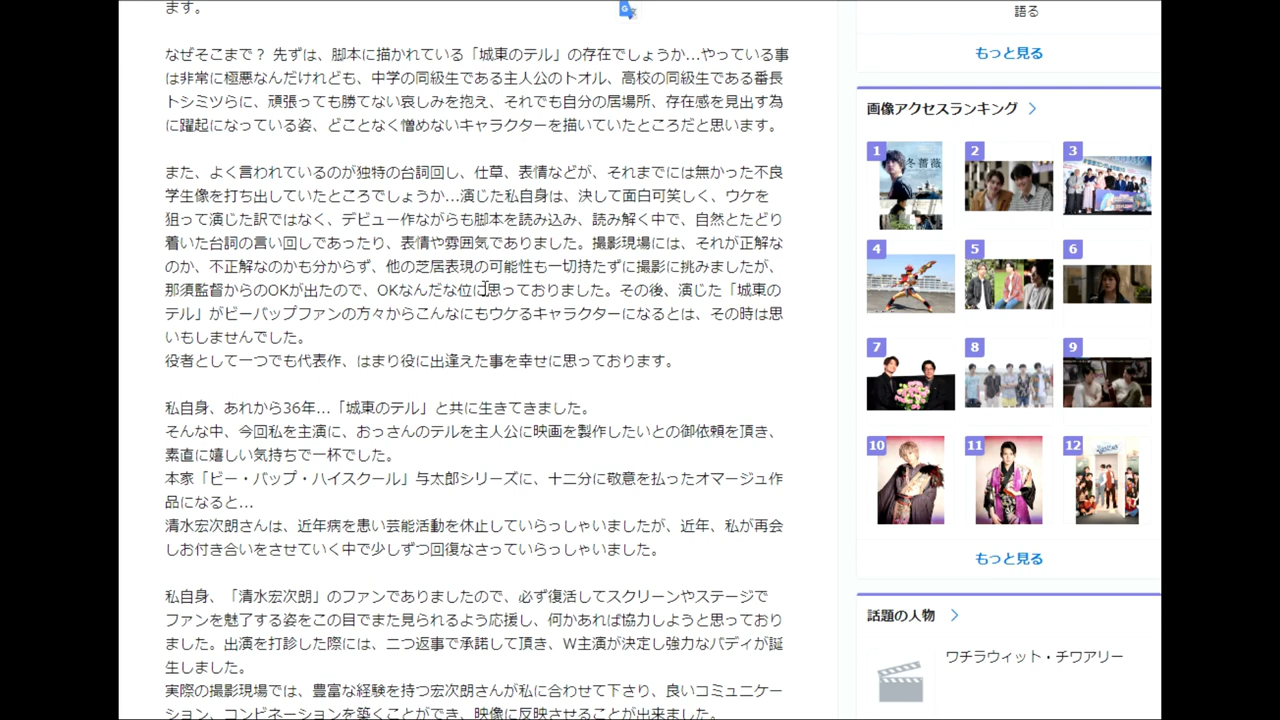 ます。
なぜそこまで？ 先ずは、脚本に描かれている「城東のテル」の存在でしょうか…やっている事
は非常に極悪なんだけれども、中学の同級生である主人公のトオル、高校の同級生である番長
トシミツらに、頑張っても勝てない哀しみを抱え、それでも自分の居場所、存在感を見出す為
に躍起になっている姿、どことなく憎めないキャラクターを描いていたところだと思います。
また、よく言われているのが独特の台詞回し、仕草、表情などが、それまでには無かった不良
学生像を打ち出していたところでしょうか…演じた私自身は、決して面白可笑しく、ウケを
狙って演じた訳ではなく、デビュー作ながらも脚本を読み込み、読み解く中で、自然とたどり
着いた台詞の言い回しであったり、表情や雰囲気でありました。撮影現場には、それが正解な
のか、不正解なのかも分からず、他の芝居表現の可能性も一切持たずに撮影に挑みましたが、
那須監督からのOKが出たので、OKなんだな位に思っておりました。その後、演じた「城東の
テル」がビーバップファンの方々からこんなにもウケるキャラクターになるとは、その時は思
いもしませんでした。
役者として一つでも代表作、はまり役に出逢えた事を幸せに思っております。
私自身、あれから36年…「城東のテル」と共に生きてきました。
そんな中、今回私を主演に、おっさんのテルを主人公に映画を製作したいとの御依頼を頂き、
素直に嬉しい気持ちで一杯でした。
本家「ビー・バップ・ハイスクール」与太郎シリーズに、十二分に敬意を払ったオマージュ作
品になると…
清水宏次朗さんは、近年病を患い芸能活動を休止していらっしゃいましたが、近年、私が再会
しお付き合いをさせていく中で少しずつ回復なさっていらっしゃいました。
私自身、「清水宏次朗」のファンでありましたので、必ず復活してスクリーンやステージで
ファンを魅了する姿をこの目でまた見られるよう応援し、何かあれば協力しようと思っており
ました。出演を打診した際には、二つ返事で承諾して頂き、W主演が決定し強力なバディが誕
生しました。
実際の撮影現場では、豊富な経験を持つ宏次朗さんが私に合わせて下さり、良いコミュニケー
ション、コンビネーションを築くことができ、映像に反映させることが出来ました。
語る
もっと見る
画像アクセスランキング
1
冬薔薇
2
3
4
5
6
7
8
9
10
11
12
もっと見る
話題の人物
ワチラウィット・チワアリー